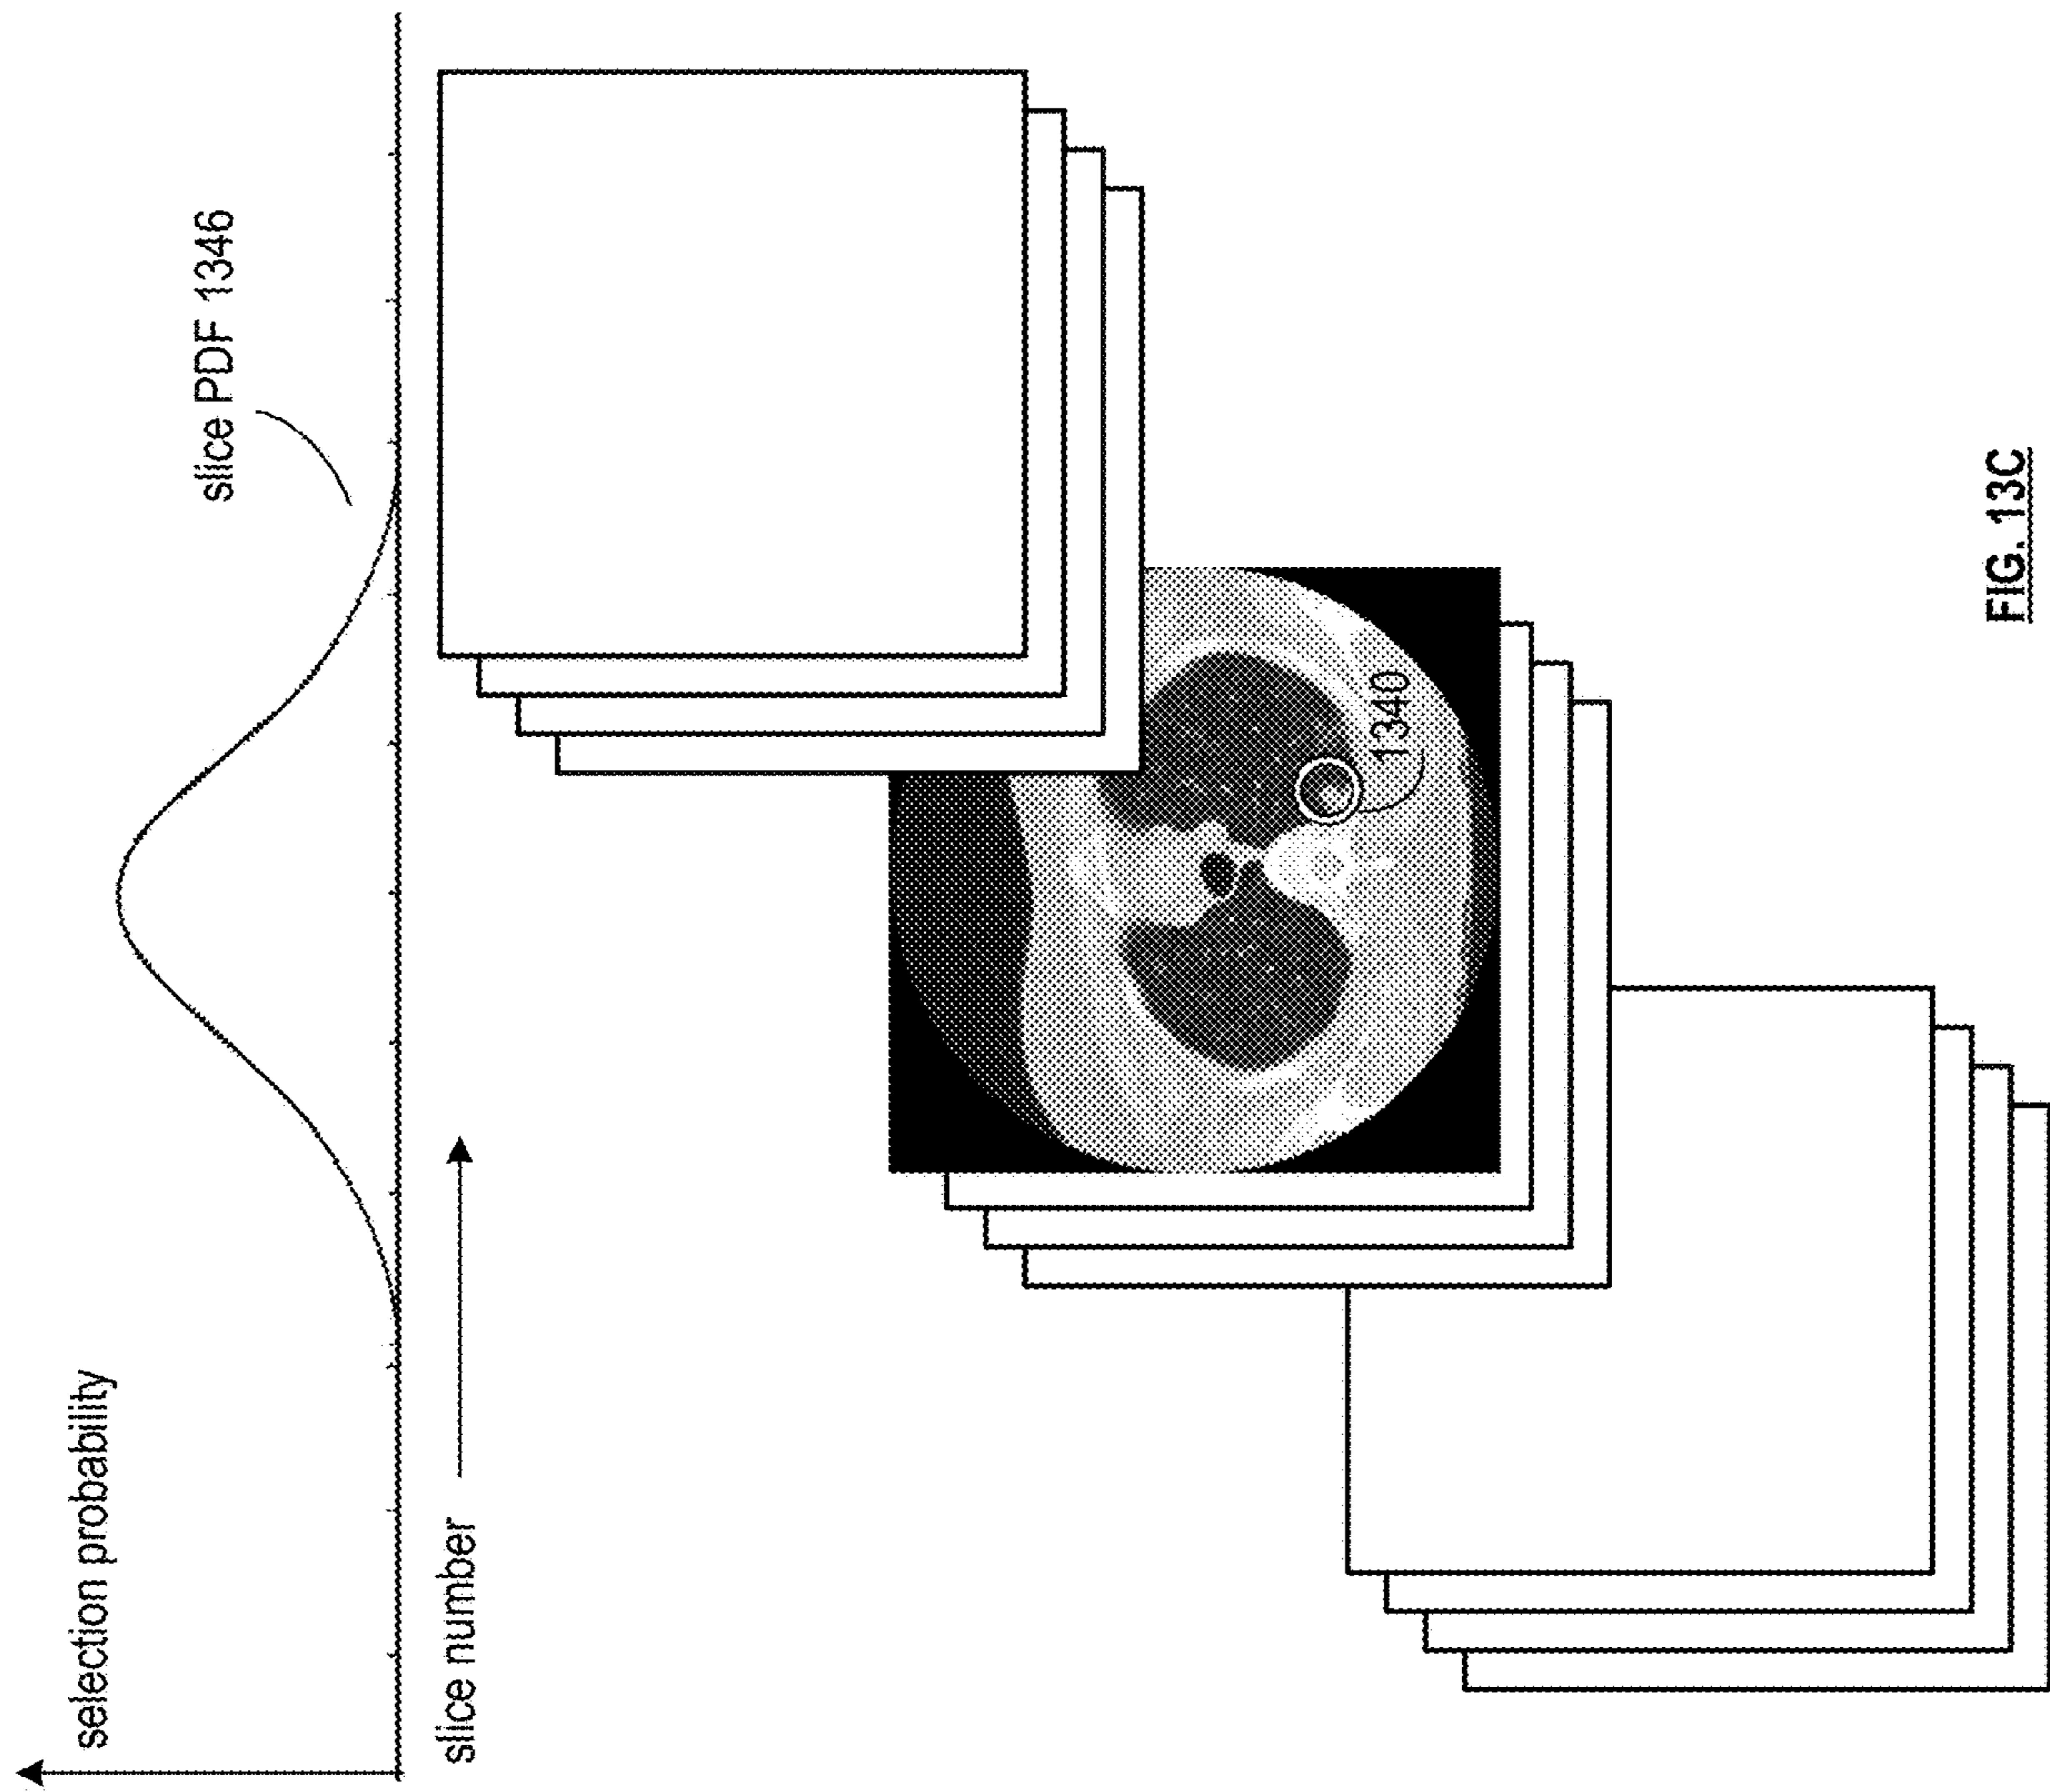 selection probability
slice PDF 1346
slice number
1340
FIG. 13C